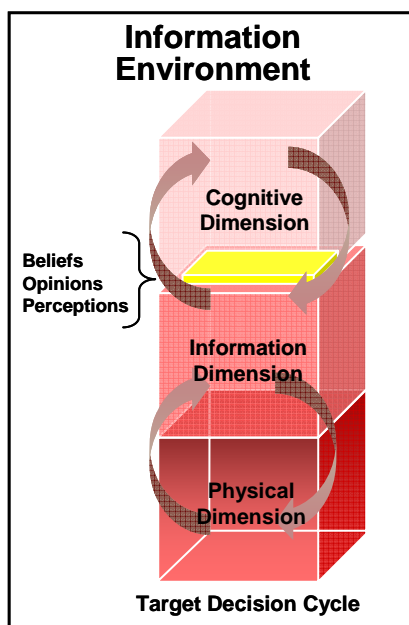 Information
Environment
Cognitive
Dimension
Beliefs
Opinions
Perceptions
Information
Dimension
Physical
Dimension
Target Decision Cycle